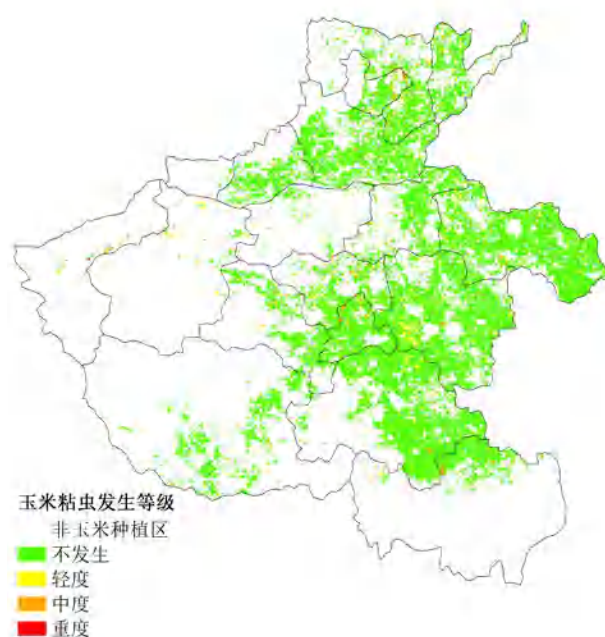 玉米粘虫发生等级
非玉米种植区
不发生
轻度
中度
重度